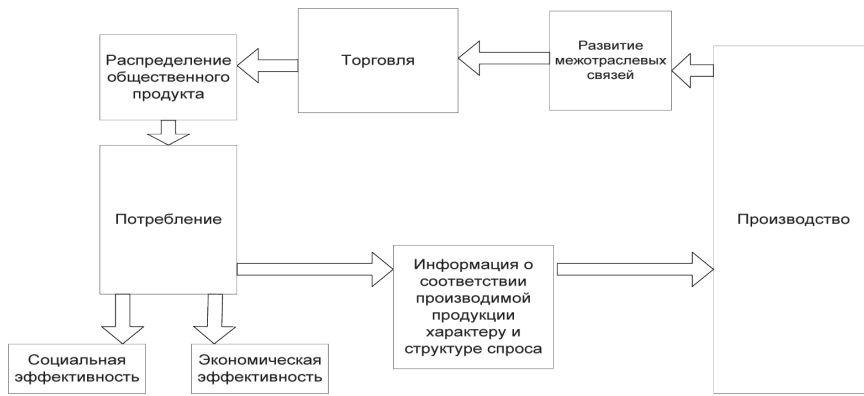 Распределение
общественного
продукта
Торговля
Развитие
межотраслевых
связей
Потребление
Производство
Информация о
соответствии
производимой
продукции
характеру и
структуре спроса
Социальная
эффективность
Экономическая
эффективность